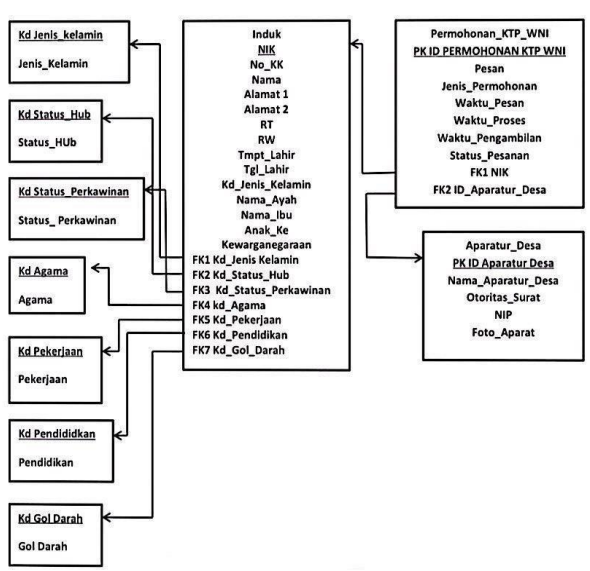 Kd Jenis_kelamin
Jenis_Kelamin
Kd Status_Hub
Status_HUb
Kd Status_Perkawinan
Status_ Perkawinan
Kd Agama
Agama
Kd Pekerjaan
Pekerjaan
Kd Pendididkan
Pendidikan
Kd Gol Darah
Gol Darah
Induk
NIK
No_KK
Nama
Alamat 1
Alamat 2
RT
RW
Tmpt_Lahir
Tgl_Lahir
Kd_Jenis_Kelamin
Nama_Ayah
Nama_Ibu
Anak_Ke
Kewarganegaraan
FK1 Kd_Jenis Kelamin
FK2 Kd_Status_Hub
FK3 Kd_Status_Perkawinan
FK4 kd_Agama
FK5 Kd_Pekerjaan
FK6 Kd_Pendidikan
FK7 Kd_Gol_Darah
Permohonan_KTP_WNI
PK ID PERMOHONAN KTP WNI
Pesan
Jenis_Permohonan
Waktu_Pesan
Waktu_Proses
Waktu_Pengambilan
Status_Pesanan
FK1 NIK
FK2 ID_Aparatur_Desa
Aparatur_Desa
PK ID Aparatur Desa
Nama_Aparatur_Desa
Otoritas_Surat
NIP
Foto_Aparat